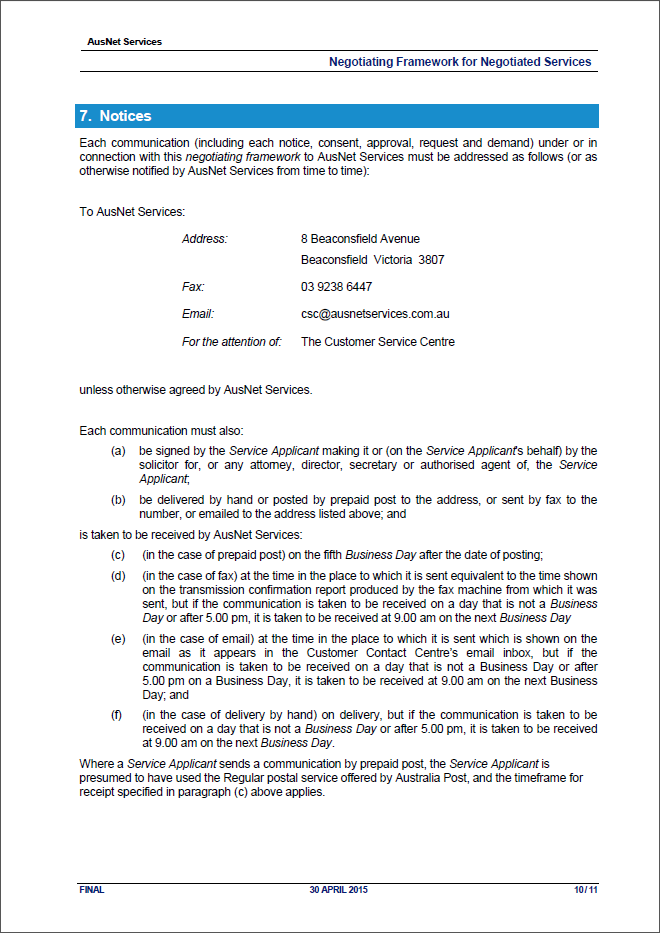 AusNet Services
Negotiating Framework for Negotiated Services
7. Notices
Each communication (including each notice, consent, approval, request and demand) under or in
connection with this negotiating framework to AusNet Services must be addressed as follows (or as
otherwise notified by AusNet Services from time to time):
To AusNet Services:
Address: 8 Beaconsfield Avenue
Beaconsfield Victoria 3807
Fax: 03 9238 6447
Email: csc@ausnetservices.com.au
For the attention of: The Customer Service Centre
unless otherwise agreed by AusNet Services.
Each communication must also:
(a) be signed by the Service Applicant making it or (on the Service Applicant's behalf) by the
solicitor for, or any attorney, director, secretary or authorised agent of, the Service
Applicant;
(b) be delivered by hand or posted by prepaid post to the address, or sent by fax to the
number, or emailed to the address listed above; and
is taken to be received by AusNet Services:
(c) (in the case of prepaid post) on the fifth Business Day after the date of posting;
(d) (in the case of fax) at the time in the place to which it is sent equivalent to the time shown
on the transmission confirmation report produced by the fax machine from which it was
sent, but if the communication is taken to be received on a day that is not a Business
Day or after 5.00 pm, it is taken to be received at 9.00 am on the next Business Day
(e) (in the case of email) at the time in the place to which it is sent which is shown on the
email as it appears in the Customer Contact Centre's email inbox, but if the
communication is taken to be received on a day that is not a Business Day or after
5.00 pm on a Business Day, it is taken to be received at 9.00 am on the next Business
Day; and
(f) (in the case of delivery by hand) on delivery, but if the communication is taken to be
received on a day that is not a Business Day or after 5.00 pm, it is taken to be received
at 9.00 am on the next Business Day.
Where a Service Applicant sends a communication by prepaid post, the Service Applicant is
presumed to have used the Regular postal service offered by Australia Post, and the timeframe for
receipt specified in paragraph (c) above applies.
FINAL 30 APRIL 2015 10/11